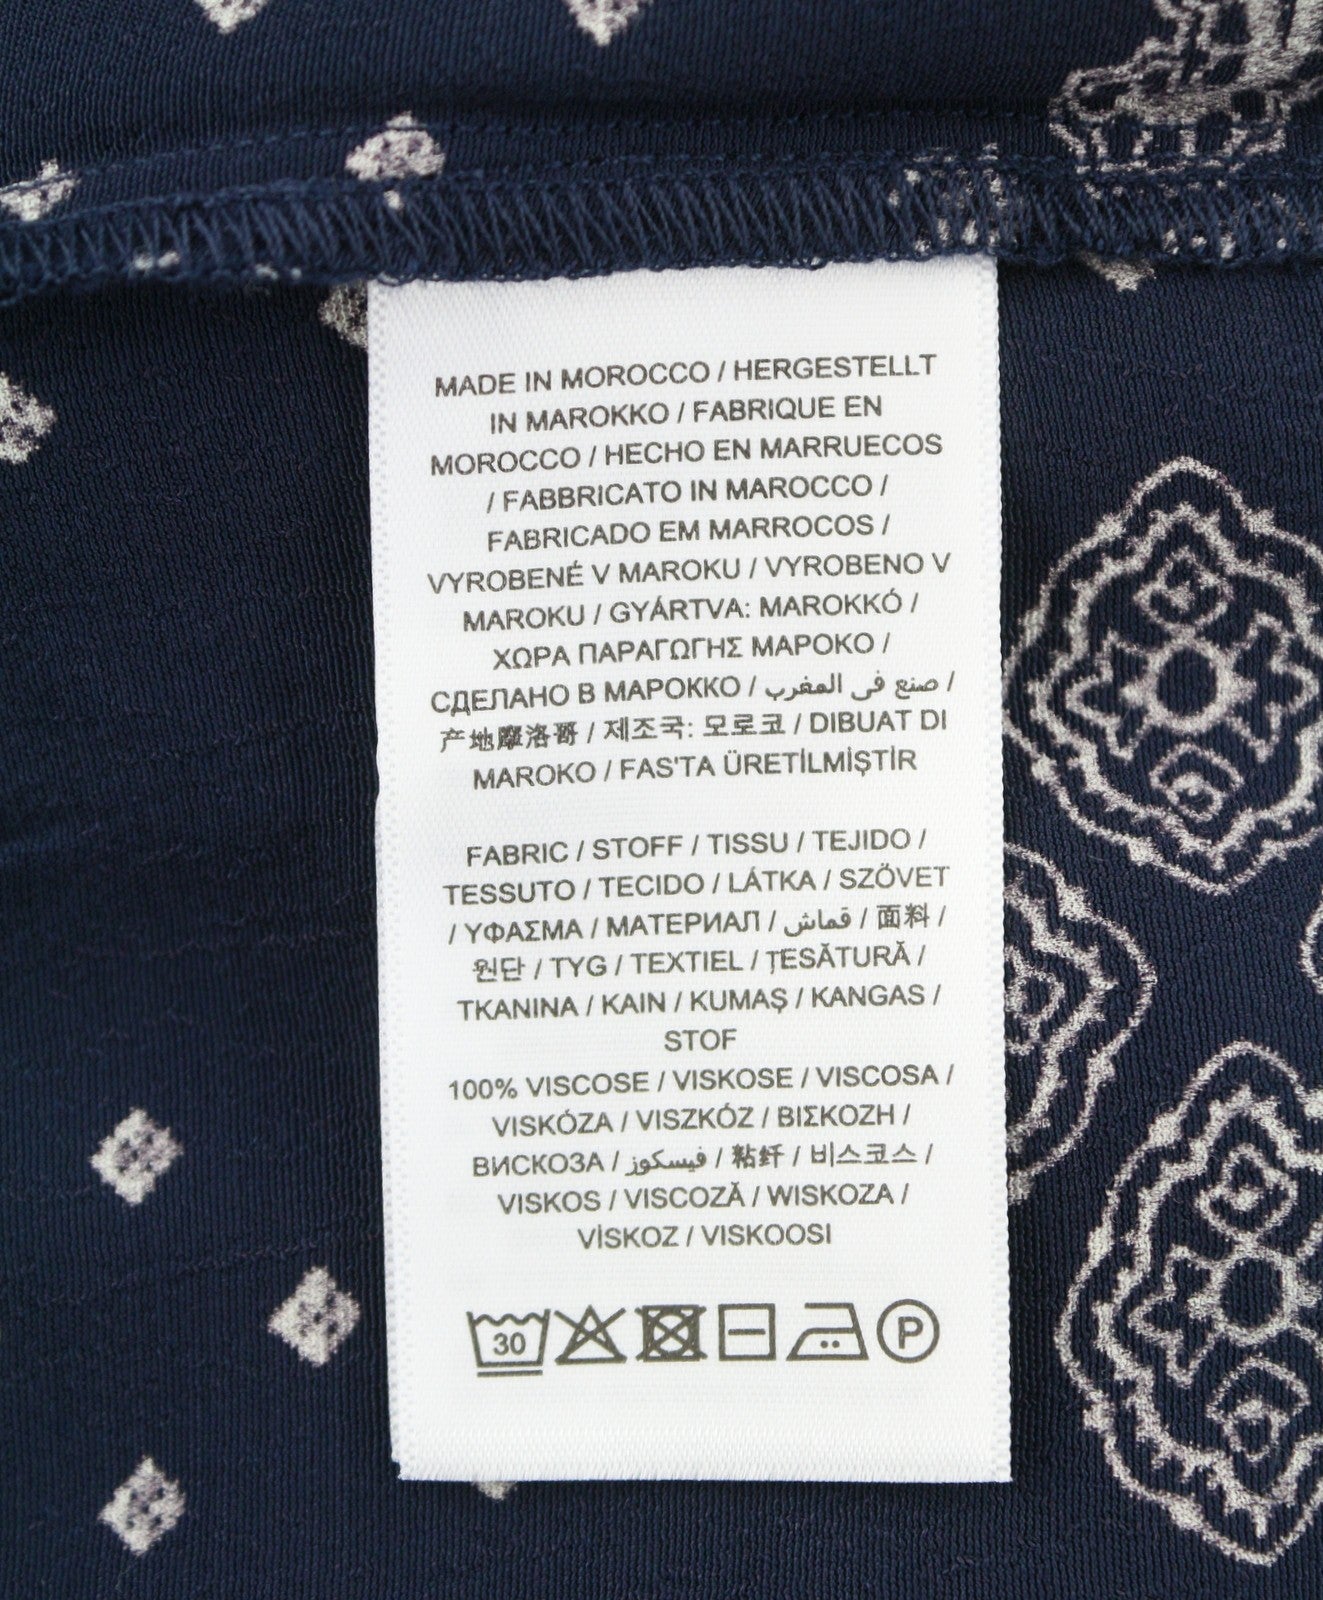 MADE IN MOROCCO / HERGESTELLT
IN MAROKKO / FABRIQUE EN
MOROCCO / HECHO EN MARRUECOS
/ FABBRICATO IN MAROCCO /
FABRICADO EM MARROCOS /
VYROBENÉ V MAROKU / VYROBENO V
MAROKU / GYÁRTVA: MAROKKÓ /
ΧΩΡΑ ΠΑΡΑΓΩΓΗΣ ΜΑΡΟΚΟ /
СДЕЛАНО В МАРОККО / صنع في المغرب /
产地摩洛哥 / 제조국: 모로코 / DIBUAT DI
MAROKO / FAS'TA ÜRETİLMİŞTİR
FABRIC / STOFF / TISSU / TEJIDO /
TESSUTO / TECIDO / LÁTKA / SZÖVET
/ ΥΦΑΣΜΑ / МАТЕРИАЛ / قماش / 面料 /
원단 / TYG / TEXTIEL / ȚESĂTURĂ /
TKANINA / KAIN / KUMAŞ / KANGAS /
STOF
100% VISCOSE / VISKOSE / VISCOSA /
VISKÓZA / VISZKÓZ / ΒΙΣΚΟΖΗ /
ВИСКОЗА / فيسكوز / 粘纤 / 비스코스 /
VISKOS / VISCOZĂ / WISKOZA /
VİSKOZ / VISKOOSI
30 P